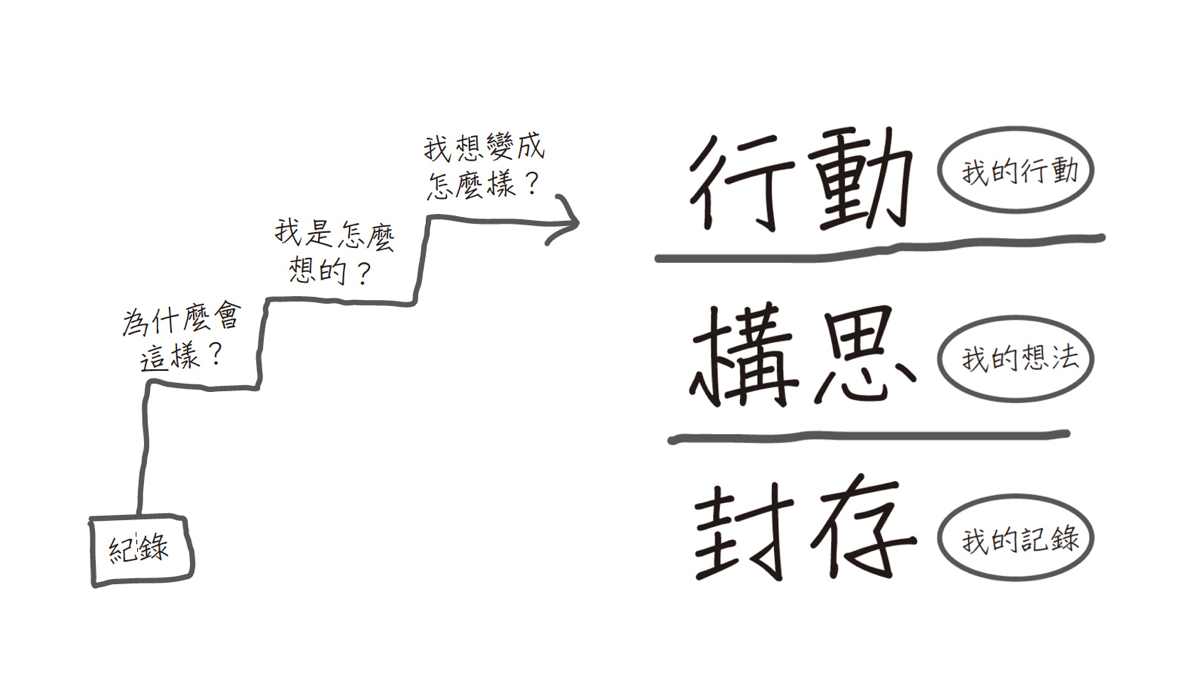 我想變成
怎麼樣？
我是怎麼
想的？
為什麼會
這樣？
紀錄
行動
我的行動
構思
我的想法
封存
我的記錄